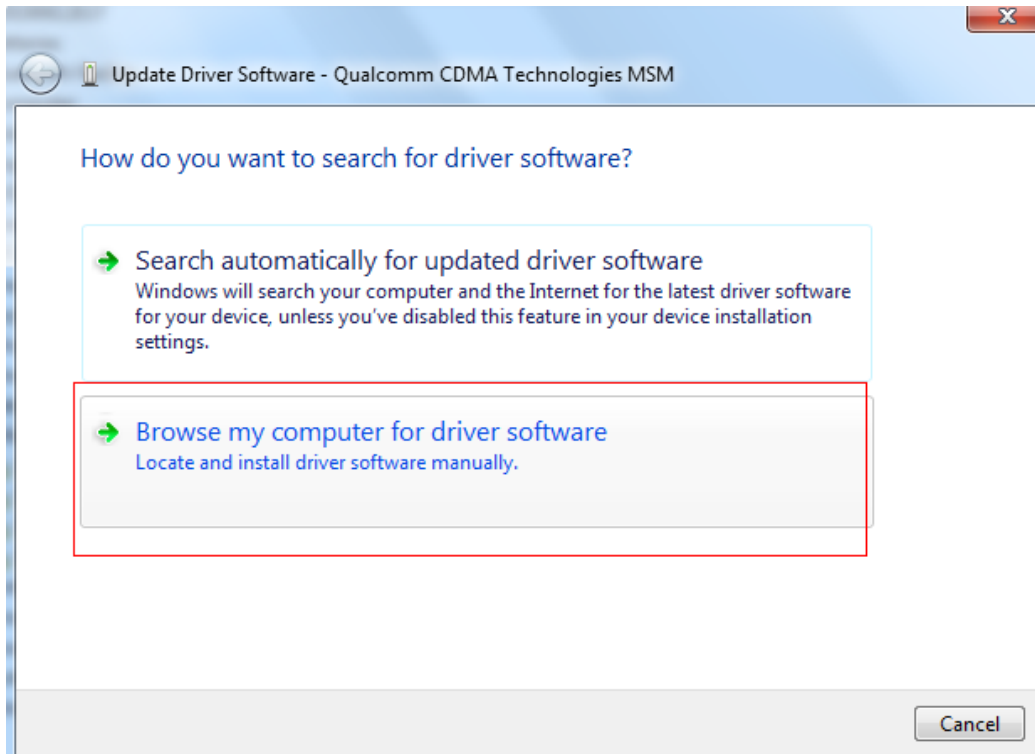 Update Driver Software - Qualcomm CDMA Technologies MSM
How do you want to search for driver software?
Search automatically for updated driver software
Windows will search your computer and the Internet for the latest driver software
for your device, unless you've disabled this feature in your device installation
settings.
Browse my computer for driver software
Locate and install driver software manually.
Cancel